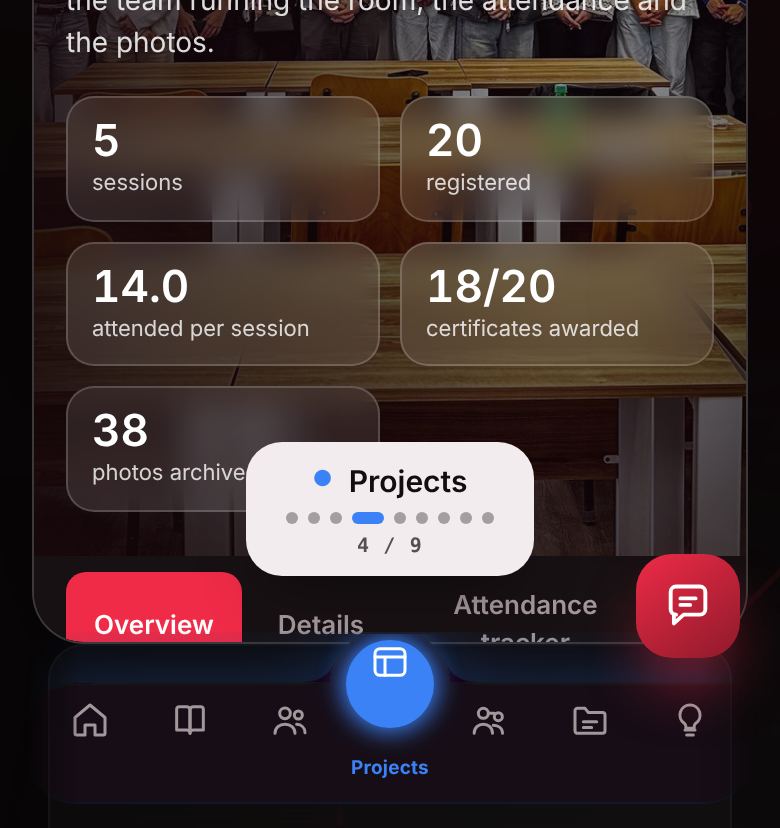 the team running the room, the attendance and
the photos.
5
sessions
20
registered
14.0
attended per session
18/20
certificates awarded
38
photos archive
Projects
4 / 9
Overview
Details
Attendance
tracker
Projects